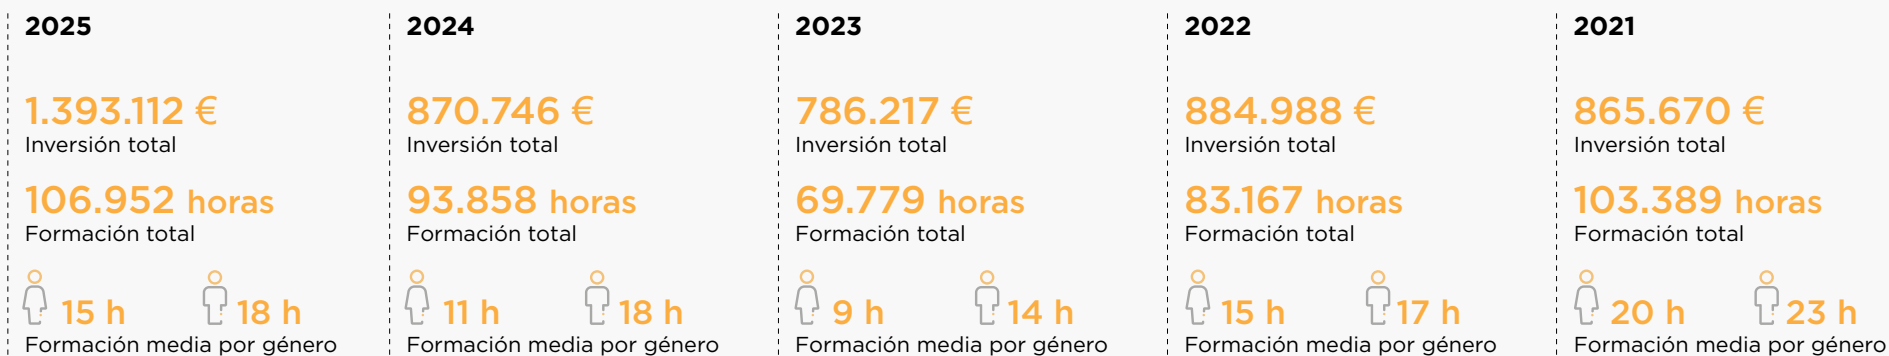 2025
1.393.112 €
Inversión total
106.952 horas
Formación total
15 h 18 h
Formación media por género
2024
870.746 €
Inversión total
93.858 horas
Formación total
11 h 18 h
Formación media por género
2023
786.217 €
Inversión total
69.779 horas
Formación total
9 h 14 h
Formación media por género
2022
884.988 €
Inversión total
83.167 horas
Formación total
15 h 17 h
Formación media por género
2021
865.670 €
Inversión total
103.389 horas
Formación total
20 h 23 h
Formación media por género